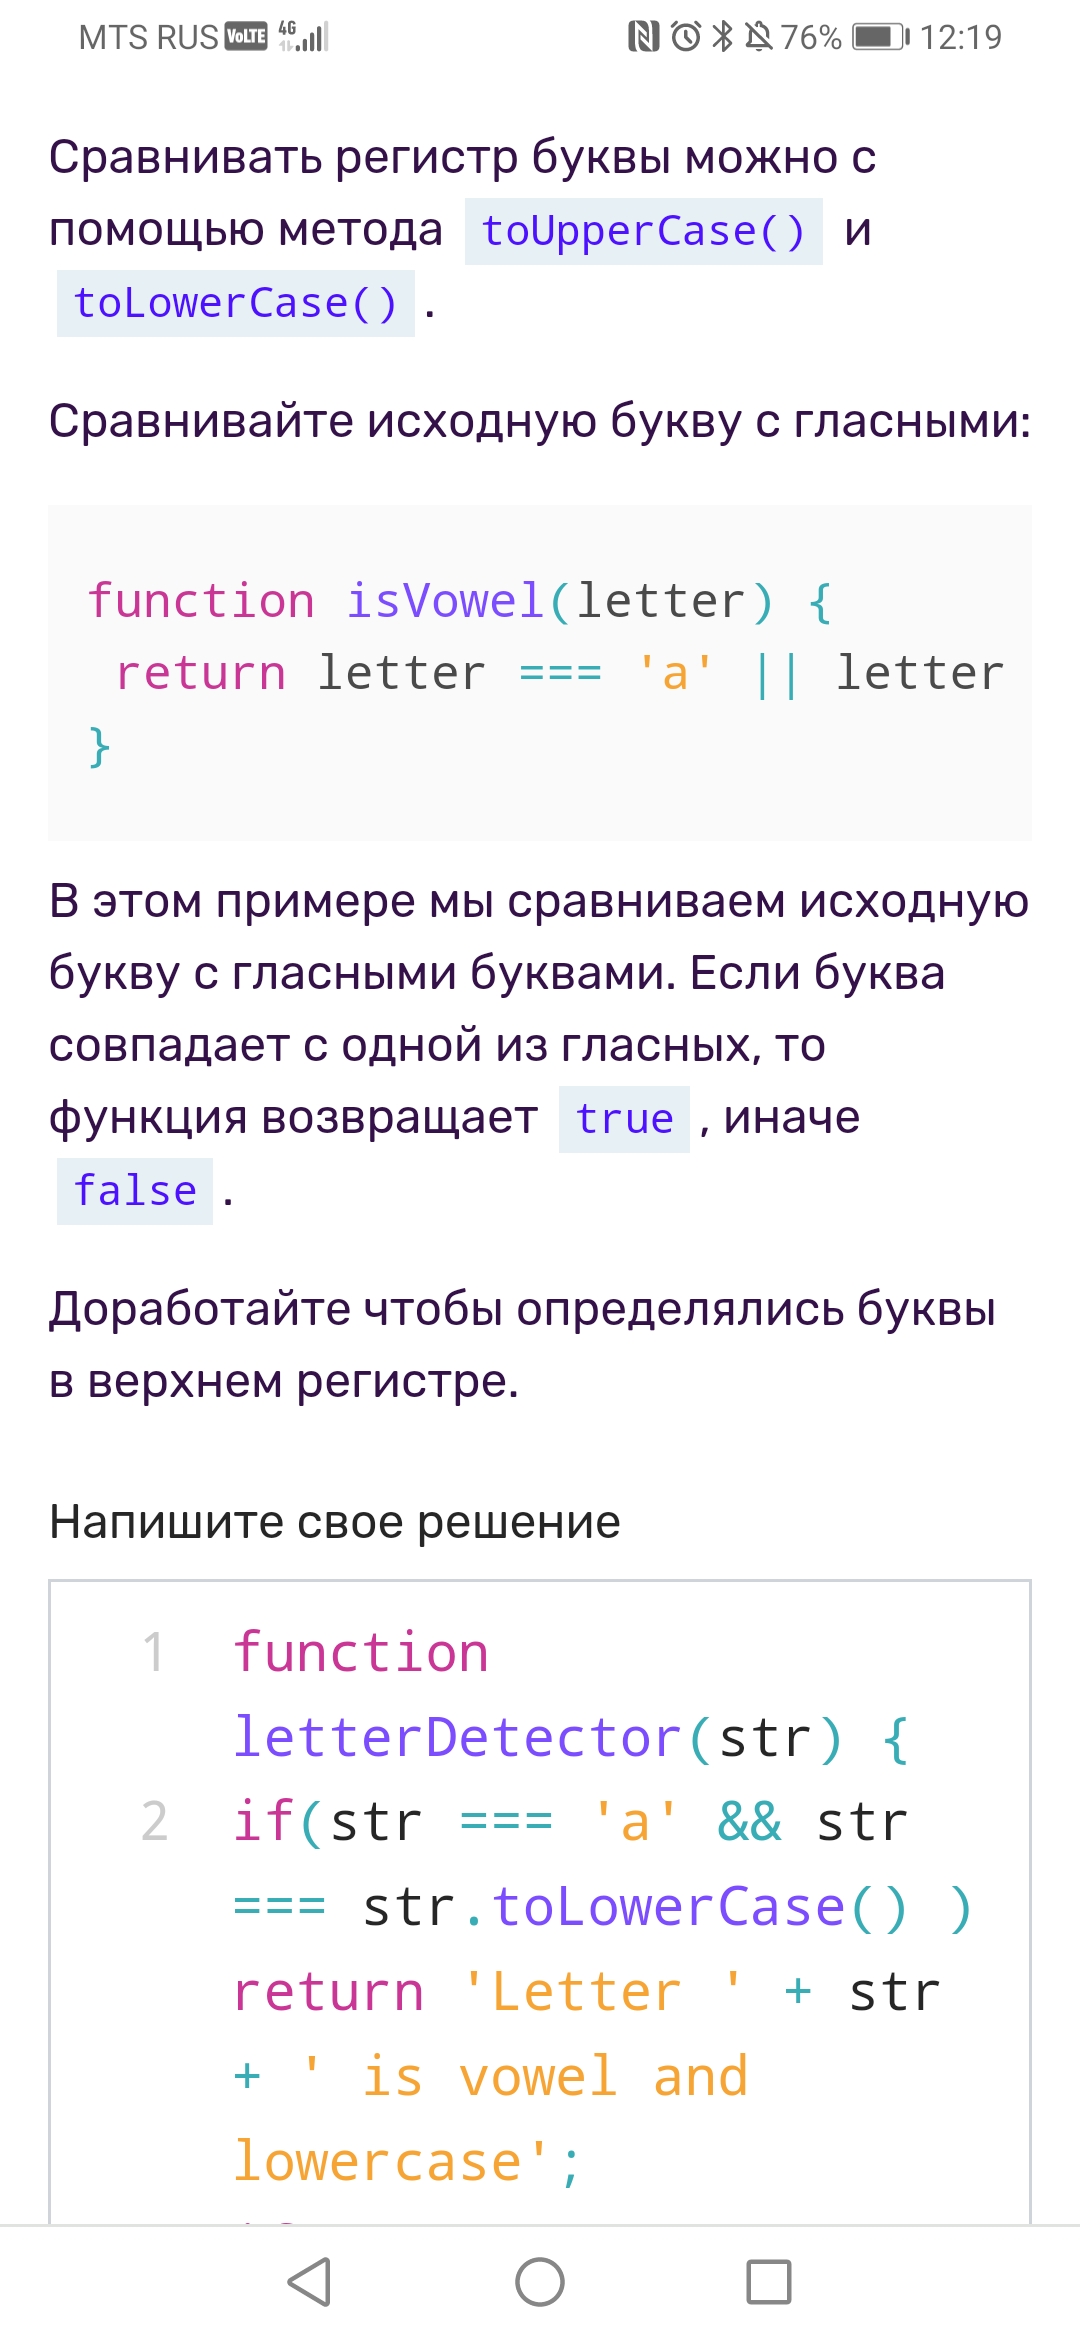 MTS RUS VoLTE 4G 76% 12:19
Сравнивать регистр буквы можно с
помощью метода toUpperCase() и
toLowerCase() .
Сравнивайте исходную букву с гласными:
function isVowel(letter) {
return letter === 'a' || letter
}
В этом примере мы сравниваем исходную
букву с гласными буквами. Если буква
совпадает с одной из гласных, то
функция возвращает true , иначе
false .
Доработайте чтобы определялись буквы
в верхнем регистре.
Напишите свое решение
1 function
letterDetector(str) {
2 if(str === 'a' && str
=== str.toLowerCase() )
return 'Letter ' + str
+ ' is vowel and
lowercase';